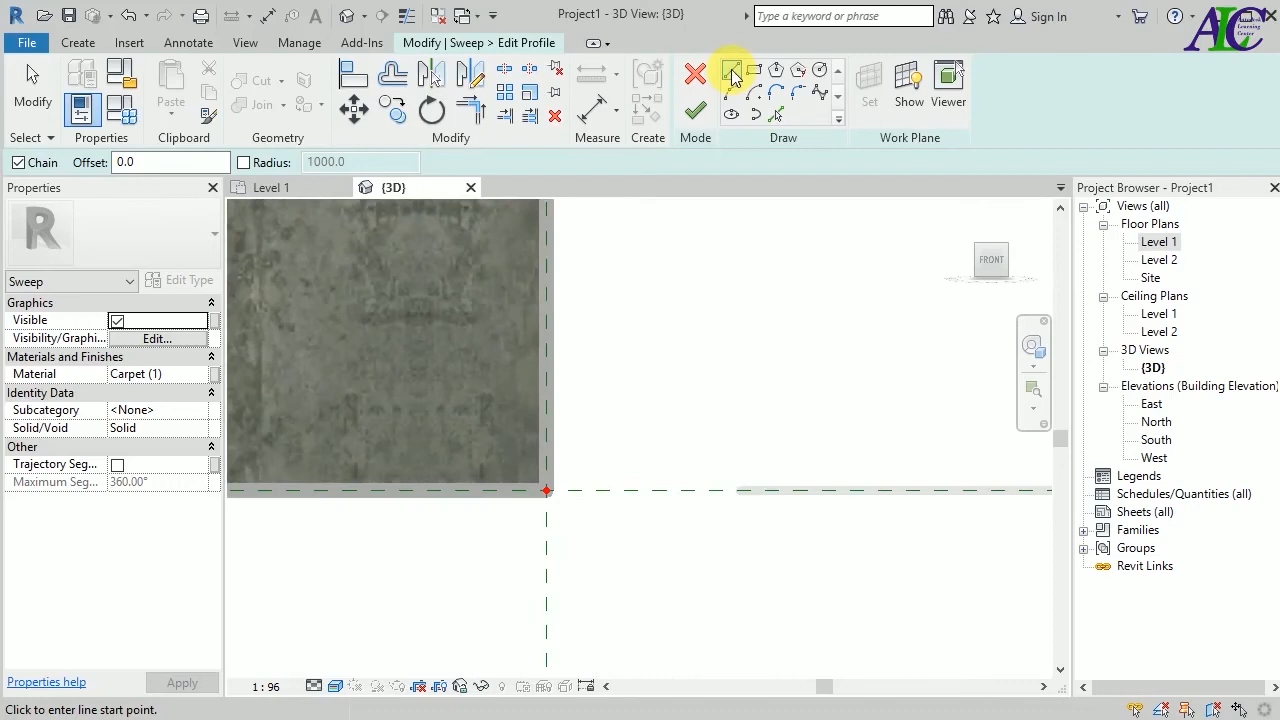 Project1 - 3D View: {3D}
Type a keyword or phrase
Sign In
ALC
Learning
Center
File
Create
Insert
Annotate
View
Manage
Add-Ins
Modify | Sweep > Edit Profile
Modify
Paste
Cut
Join
Set
Show
Viewer
Select
Properties
Clipboard
Geometry
Modify
Measure
Create
Mode
Draw
Work Plane
Chain
Offset:
0.0
Radius:
1000.0
Properties
Level 1
{3D}
Project Browser - Project1
R
Sweep
Edit Type
Graphics
Visible
Visibility/Graphi...
Edit...
Materials and Finishes
Material
Carpet (1)
Identity Data
Subcategory
<None>
Solid/Void
Solid
Other
Trajectory Seg...
Maximum Seg...
360.00°
Properties help
Apply
FRONT
Views (all)
Floor Plans
Level 1
Level 2
Site
Ceiling Plans
Level 1
Level 2
3D Views
{3D}
Elevations (Building Elevation)
East
North
South
West
Legends
Schedules/Quantities (all)
Sheets (all)
Families
Groups
Revit Links
1 : 96
Click to enter line start point.